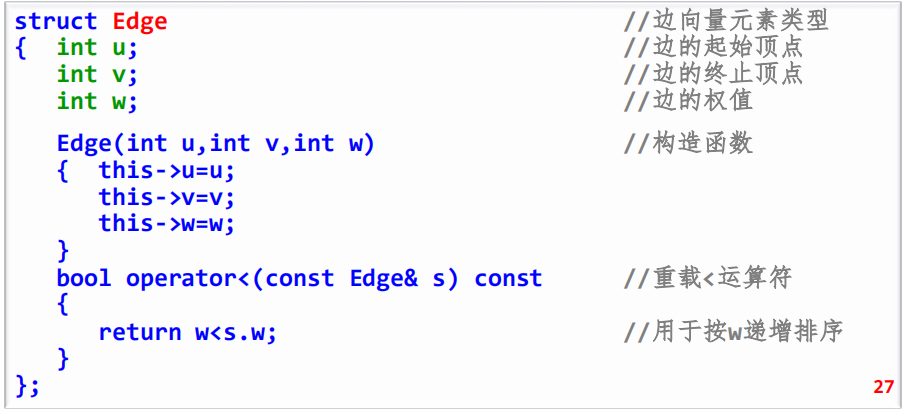 struct Edge //边向量元素类型
{ int u; //边的起始顶点
int v; //边的终止顶点
int w; //边的权值
Edge(int u,int v,int w) //构造函数
{ this->u=u;
this->v=v;
this->w=w;
}
bool operator<(const Edge& s) const //重载<运算符
{
return w<s.w; //用于按w递增排序
}
};
27